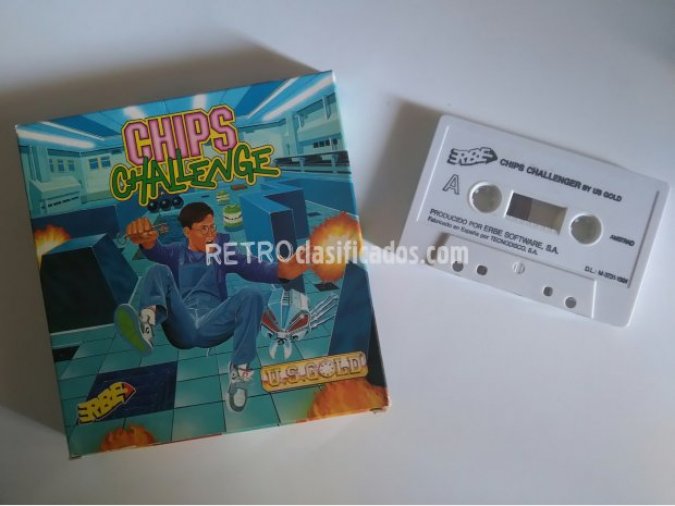 CHIPS
CHALLENGE
RETROclasificados.com
U.S.GOLD
ERBE
ERBE CHIPS CHALLENGER BY US GOLD
A
PRODUCIDO POR ERBE SOFTWARE, S.A.
Fabricado en España por TECNODISCO, S.A.
AMSTRAD